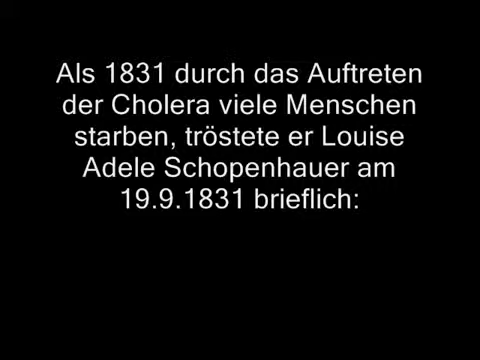 Als 1831 durch das Auftreten
der Cholera viele Menschen
starben, tröstete er Louise
Adele Schopenhauer am
19.9.1831 brieflich: